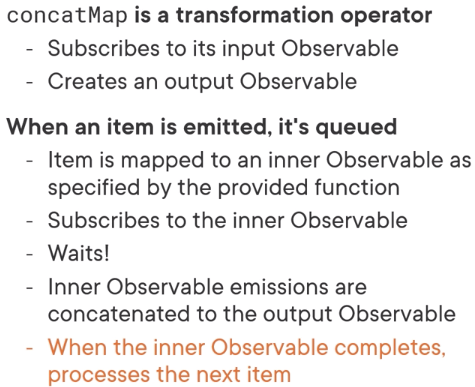 concatMap is a transformation operator
- Subscribes to its input Observable
- Creates an output Observable
When an item is emitted, it's queued
- Item is mapped to an inner Observable as
specified by the provided function
- Subscribes to the inner Observable
- Waits!
- Inner Observable emissions are
concatenated to the output Observable
- When the inner Observable completes,
processes the next item